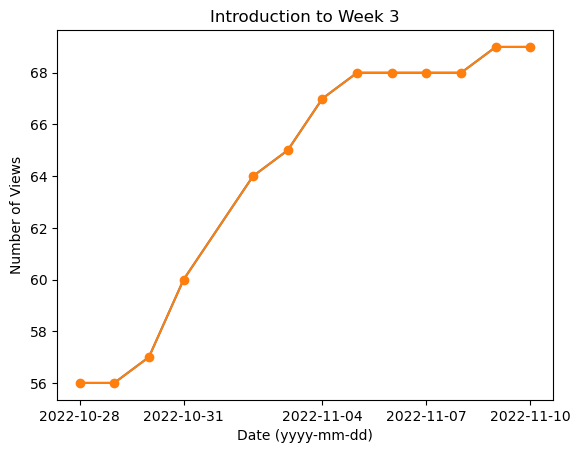 Introduction to Week 3
Number of Views
68
66
64
62
60
58
56
2022-10-28 2022-10-31 2022-11-04 2022-11-07 2022-11-10
Date (yyyy-mm-dd)